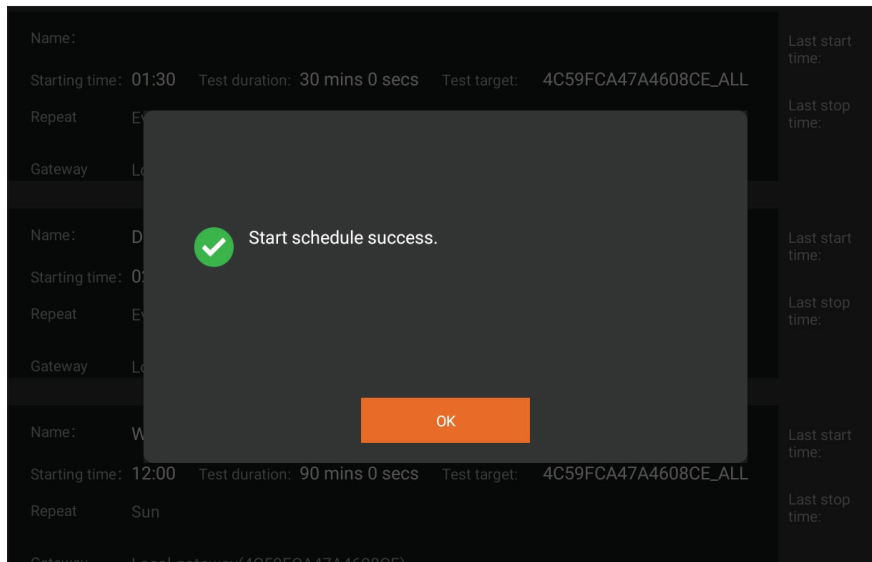 Name:
Last start
time:
Starting time: 01:30 Test duration: 30 mins 0 secs Test target: 4C59FCA47A4608CE_ALL
Repeat
Last stop
time:
Gateway
Start schedule success.
Name:
Last start
time:
Starting time:
Repeat
Last stop
time:
Gateway
OK
Name:
Last start
time:
Starting time: 12:00 Test duration: 90 mins 0 secs Test target: 4C59FCA47A4608CE_ALL
Repeat Sun
Last stop
time: